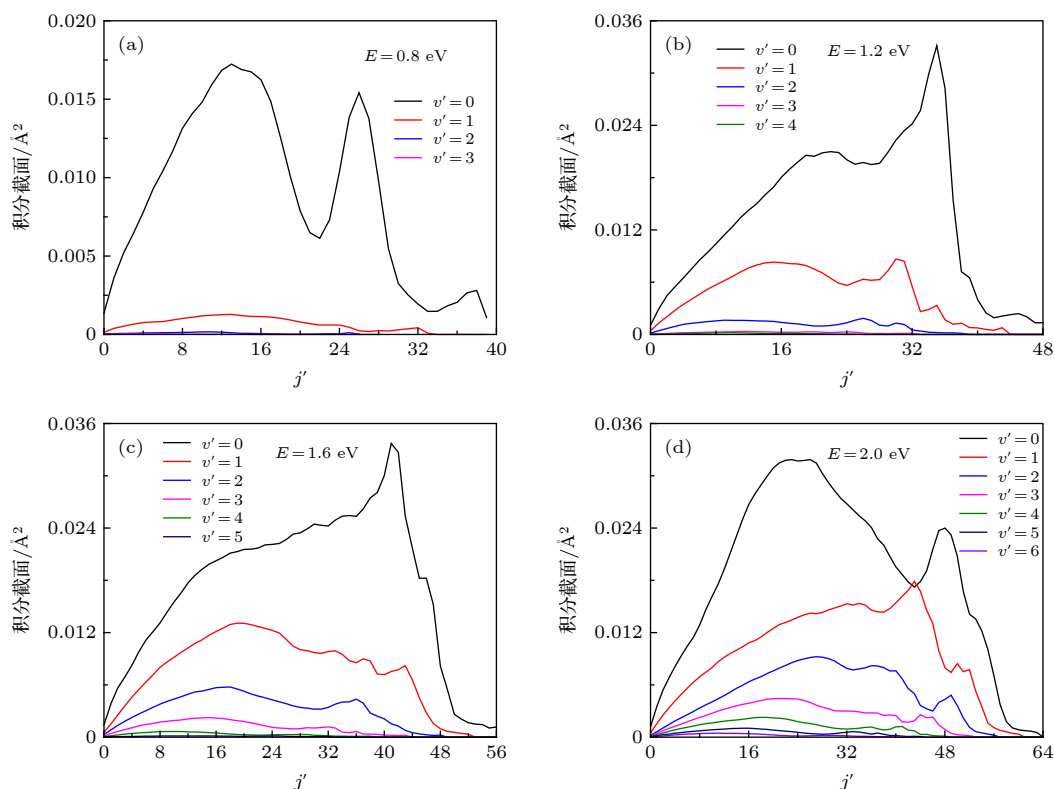 (a)
E = 0.8 eV
v′ = 0
v′ = 1
v′ = 2
v′ = 3
0.020
0.015
0.010
0.005
0
积分截面/Å²
0 8 16 24 32 40
j′
(b)
E = 1.2 eV
v′ = 0
v′ = 1
v′ = 2
v′ = 3
v′ = 4
0.036
0.024
0.012
0
积分截面/Å²
0 16 32 48
j′
(c)
E = 1.6 eV
v′ = 0
v′ = 1
v′ = 2
v′ = 3
v′ = 4
v′ = 5
0.036
0.024
0.012
0
积分截面/Å²
0 8 16 24 32 40 48 56
j′
(d)
E = 2.0 eV
v′ = 0
v′ = 1
v′ = 2
v′ = 3
v′ = 4
v′ = 5
v′ = 6
0.036
0.024
0.012
0
积分截面/Å²
0 16 32 48 64
j′